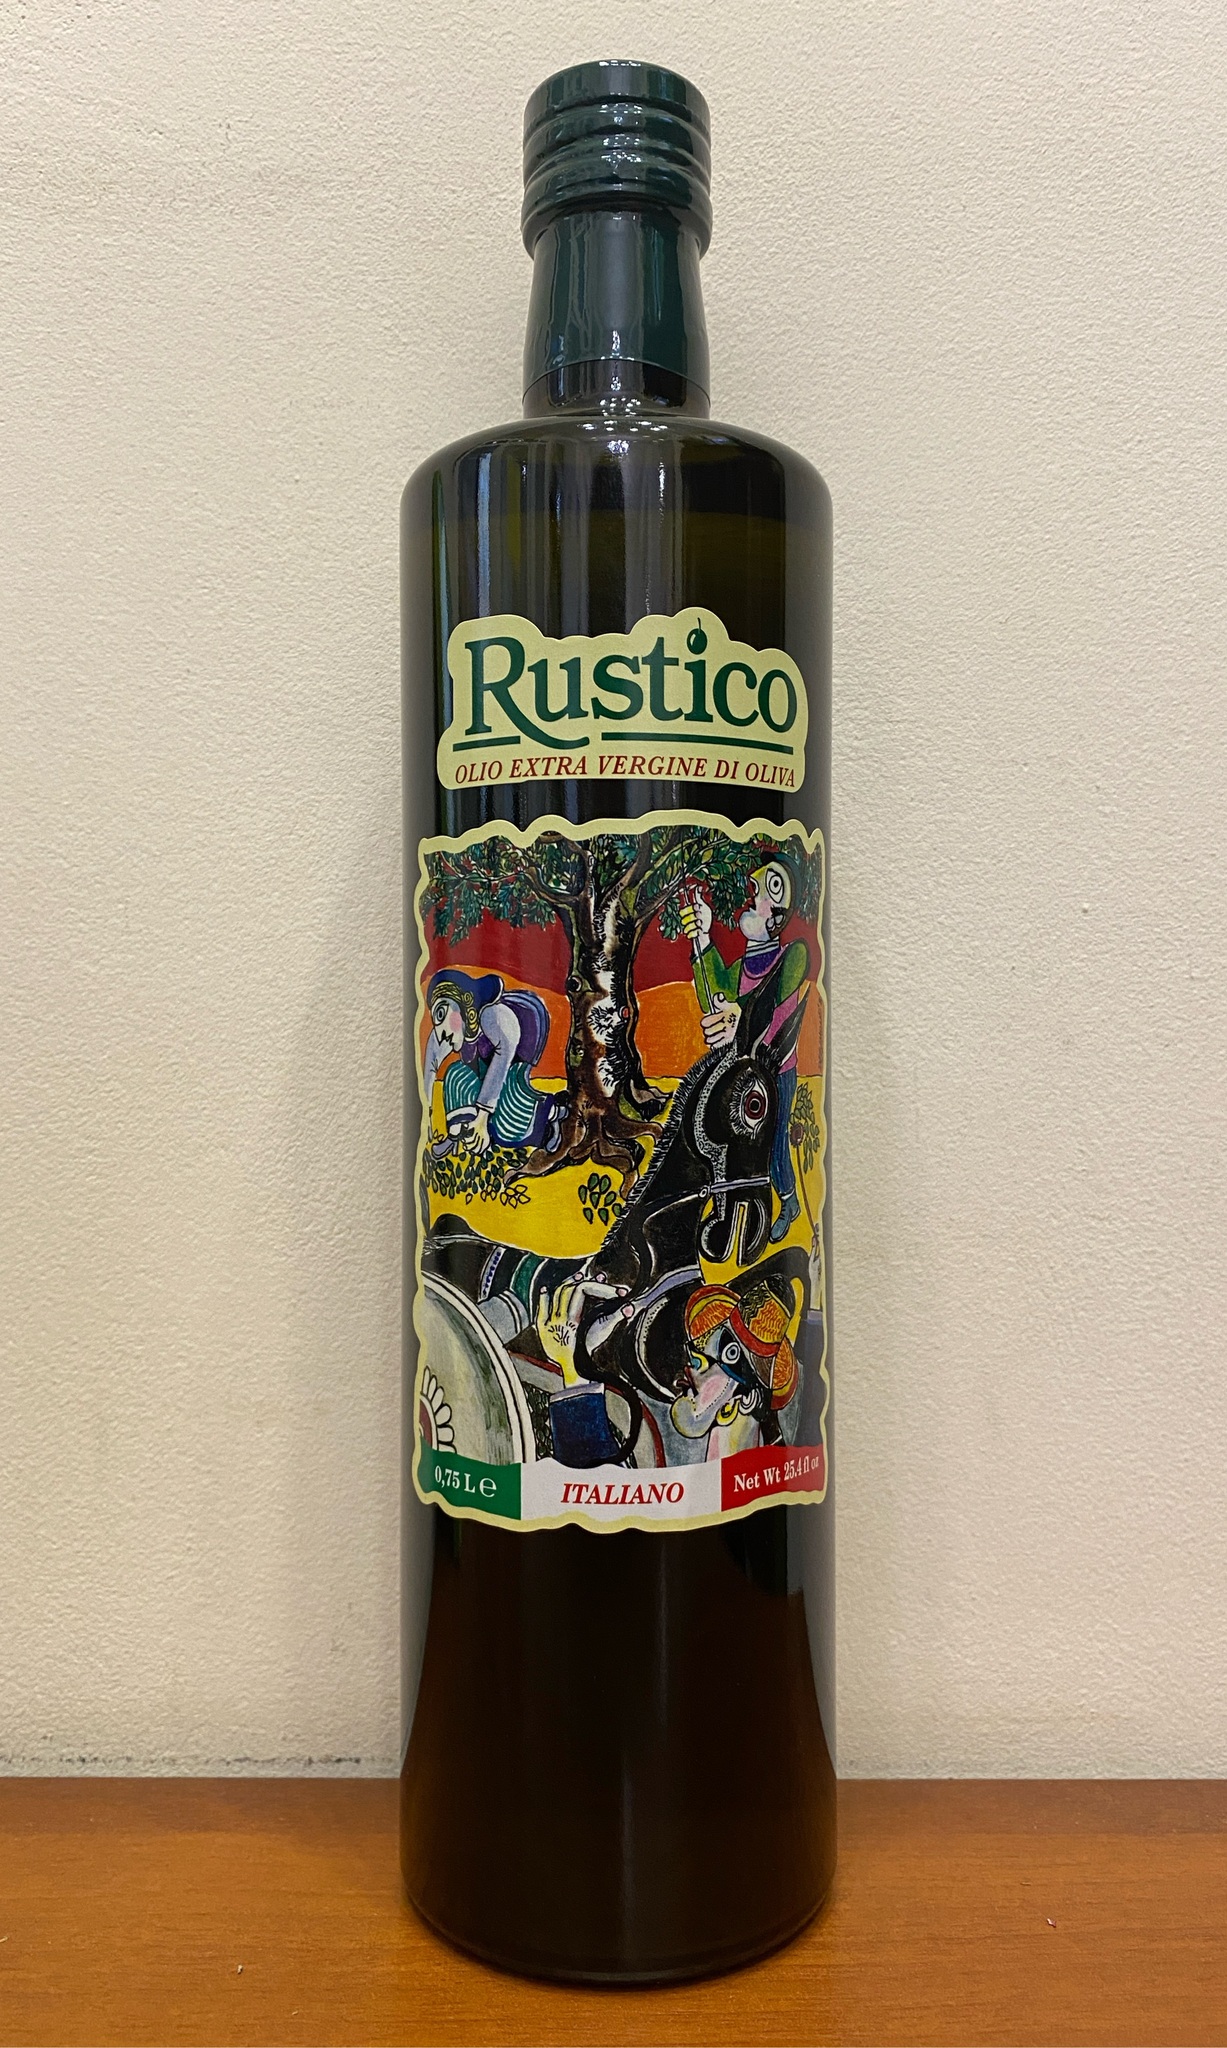 Rustico
OLIO EXTRA VERGINE DI OLIVA
0,75 L ℮
ITALIANO
Net Wt 25.4 fl oz